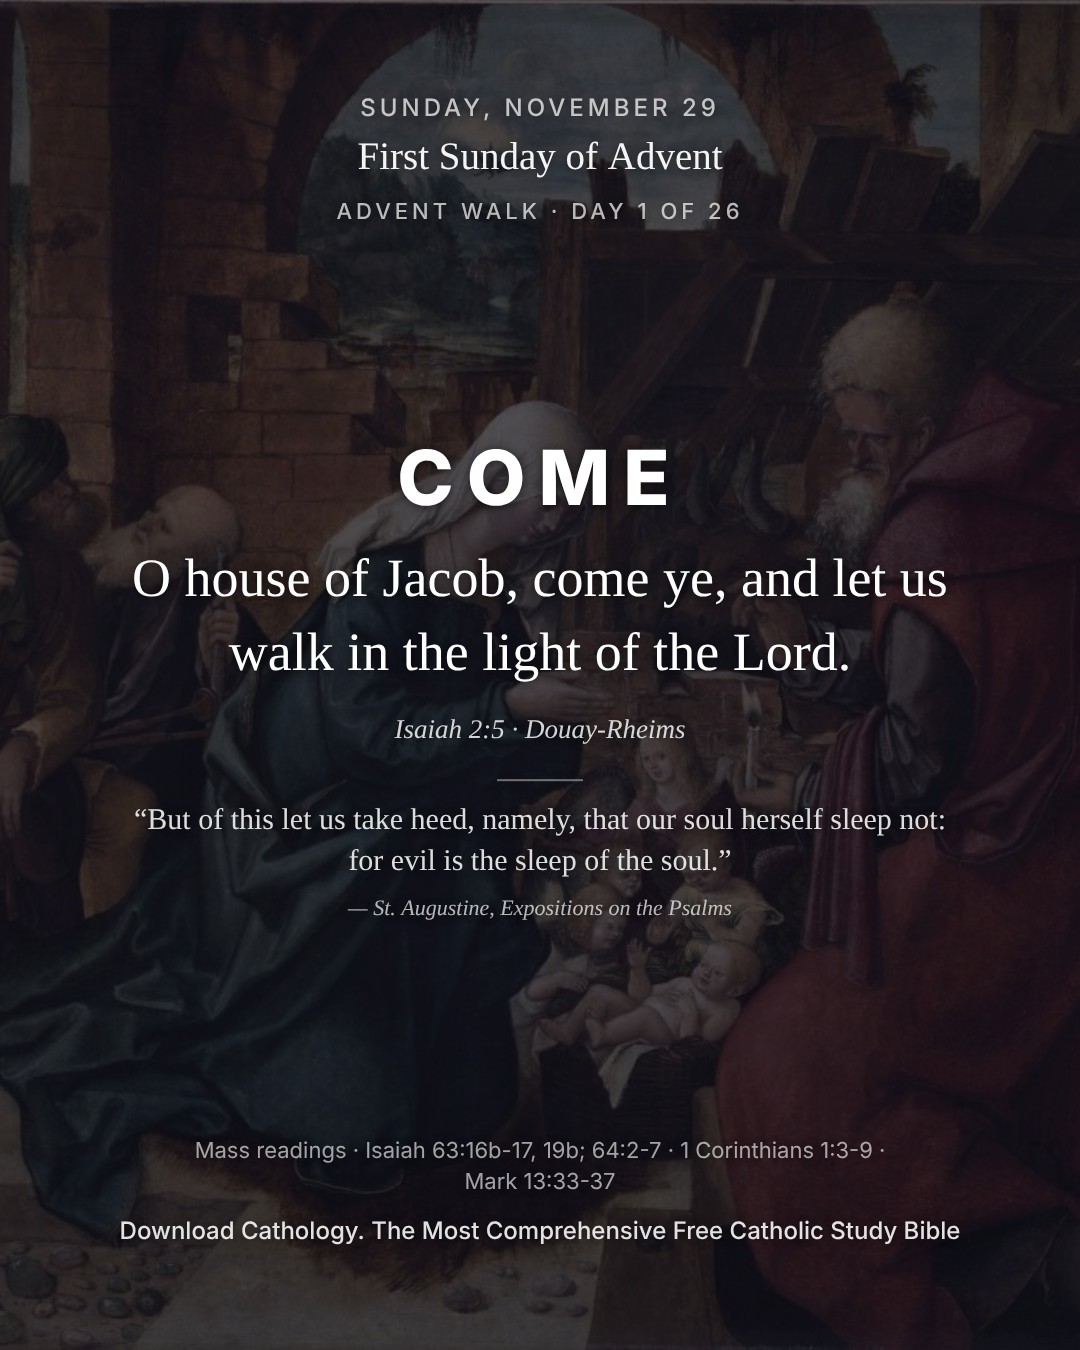 SUNDAY, NOVEMBER 29
First Sunday of Advent
ADVENT WALK · DAY 1 OF 26
COME
O house of Jacob, come ye, and let us
walk in the light of the Lord.
Isaiah 2:5 · Douay-Rheims
“But of this let us take heed, namely, that our soul herself sleep not:
for evil is the sleep of the soul.”
— St. Augustine, Expositions on the Psalms
Mass readings · Isaiah 63:16b-17, 19b; 64:2-7 · 1 Corinthians 1:3-9 ·
Mark 13:33-37
Download Cathology. The Most Comprehensive Free Catholic Study Bible